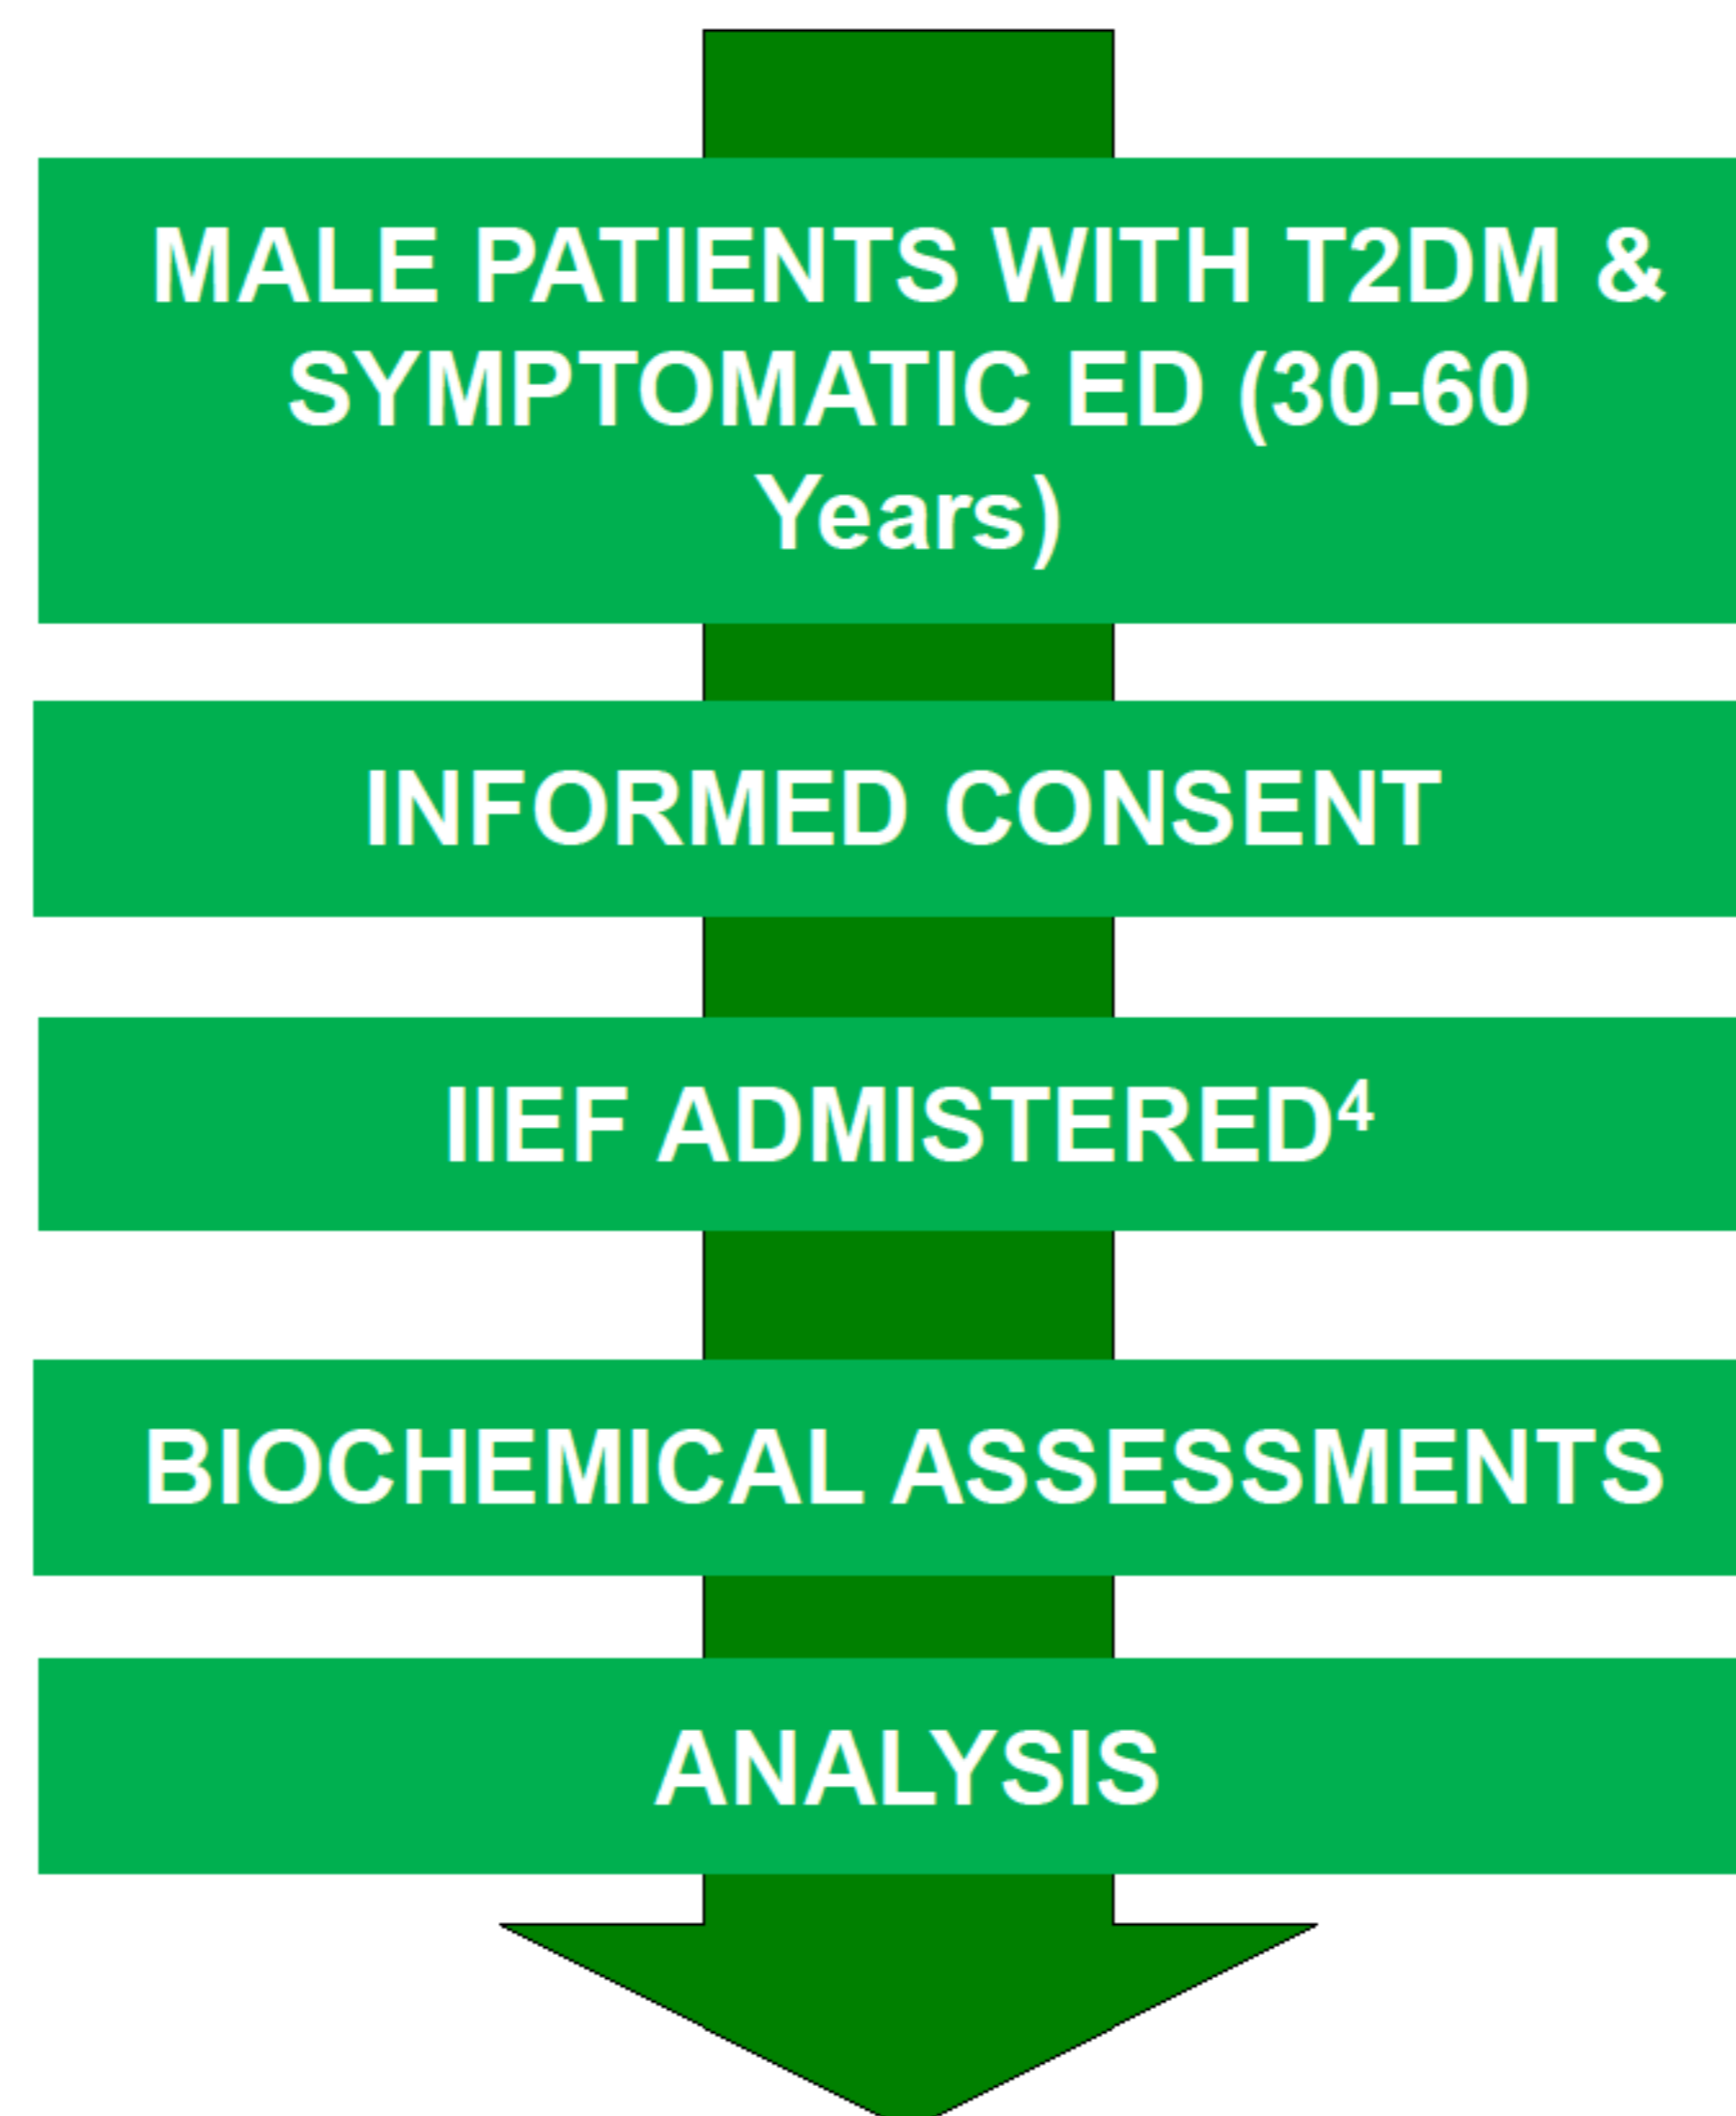 MALE PATIENTS WITH T2DM &
SYMPTOMATIC ED (30-60
Years)
INFORMED CONSENT
IIEF ADMISTERED⁴
BIOCHEMICAL ASSESSMENTS
ANALYSIS